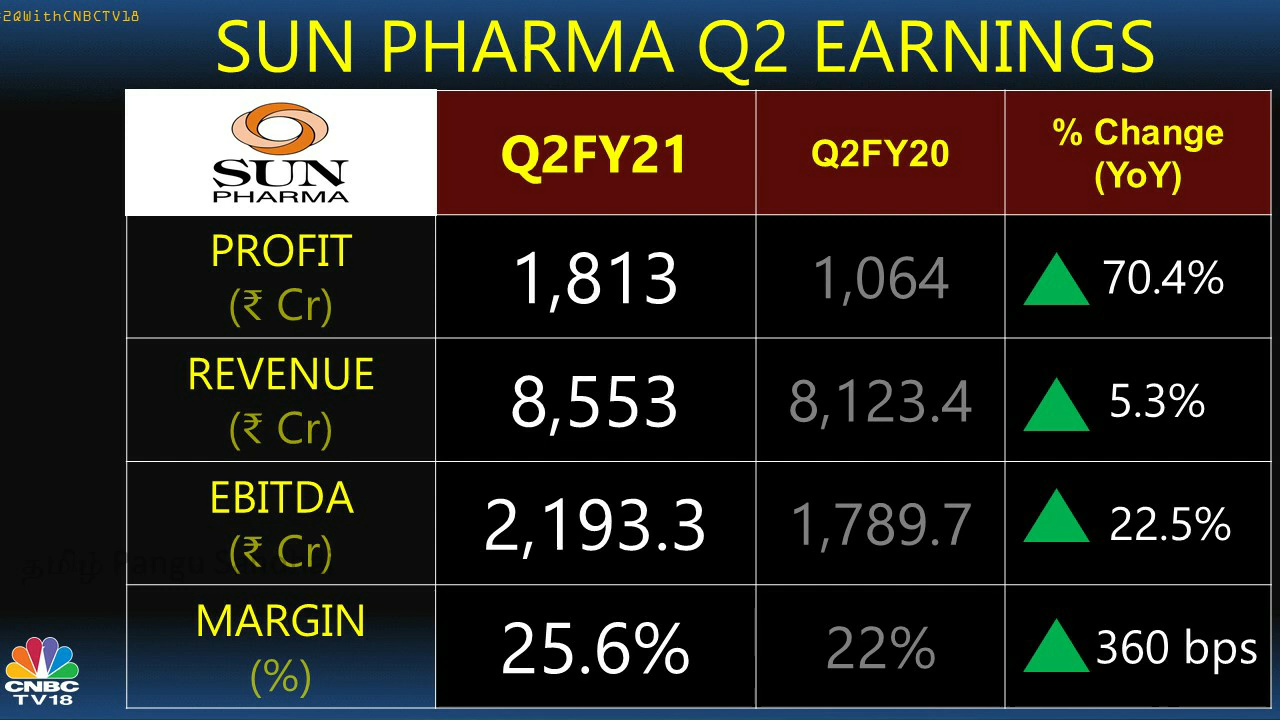 2QWithCNBCTV18
SUN PHARMA Q2 EARNINGS
SUN
PHARMA
Q2FY21
Q2FY20
% Change
(YoY)
PROFIT
(₹ Cr)
1,813
1,064
70.4%
REVENUE
(₹ Cr)
8,553
8,123.4
5.3%
EBITDA
(₹ Cr)
2,193.3
1,789.7
22.5%
தமிழ் Pangu
MARGIN
(%)
25.6%
22%
360 bps
CNBC
TV18